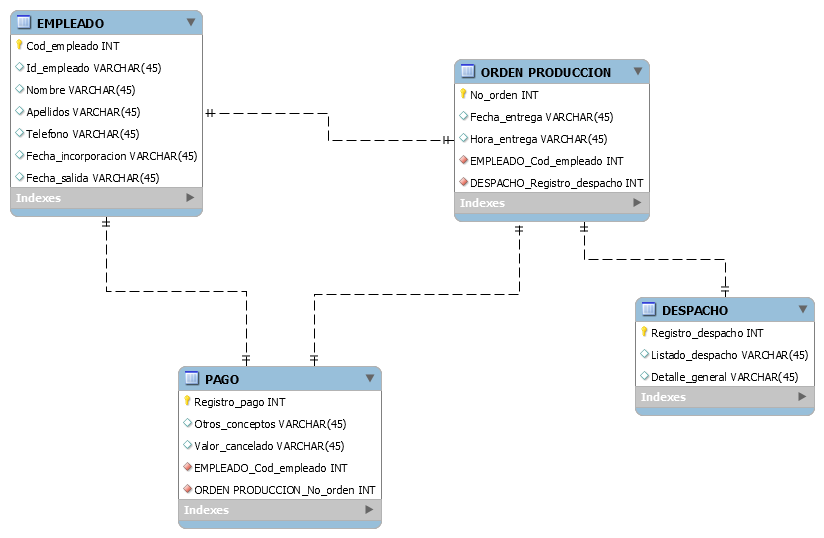 EMPLEADO
Cod_empleado INT
Id_empleado VARCHAR(45)
Nombre VARCHAR(45)
Apellidos VARCHAR(45)
Telefono VARCHAR(45)
Fecha_incorporacion VARCHAR(45)
Fecha_salida VARCHAR(45)
Indexes
ORDEN PRODUCCION
No_orden INT
Fecha_entrega VARCHAR(45)
Hora_entrega VARCHAR(45)
EMPLEADO_Cod_empleado INT
DESPACHO_Registro_despacho INT
Indexes
DESPACHO
Registro_despacho INT
Listado_despacho VARCHAR(45)
Detalle_general VARCHAR(45)
Indexes
PAGO
Registro_pago INT
Otros_conceptos VARCHAR(45)
Valor_cancelado VARCHAR(45)
EMPLEADO_Cod_empleado INT
ORDEN PRODUCCION_No_orden INT
Indexes